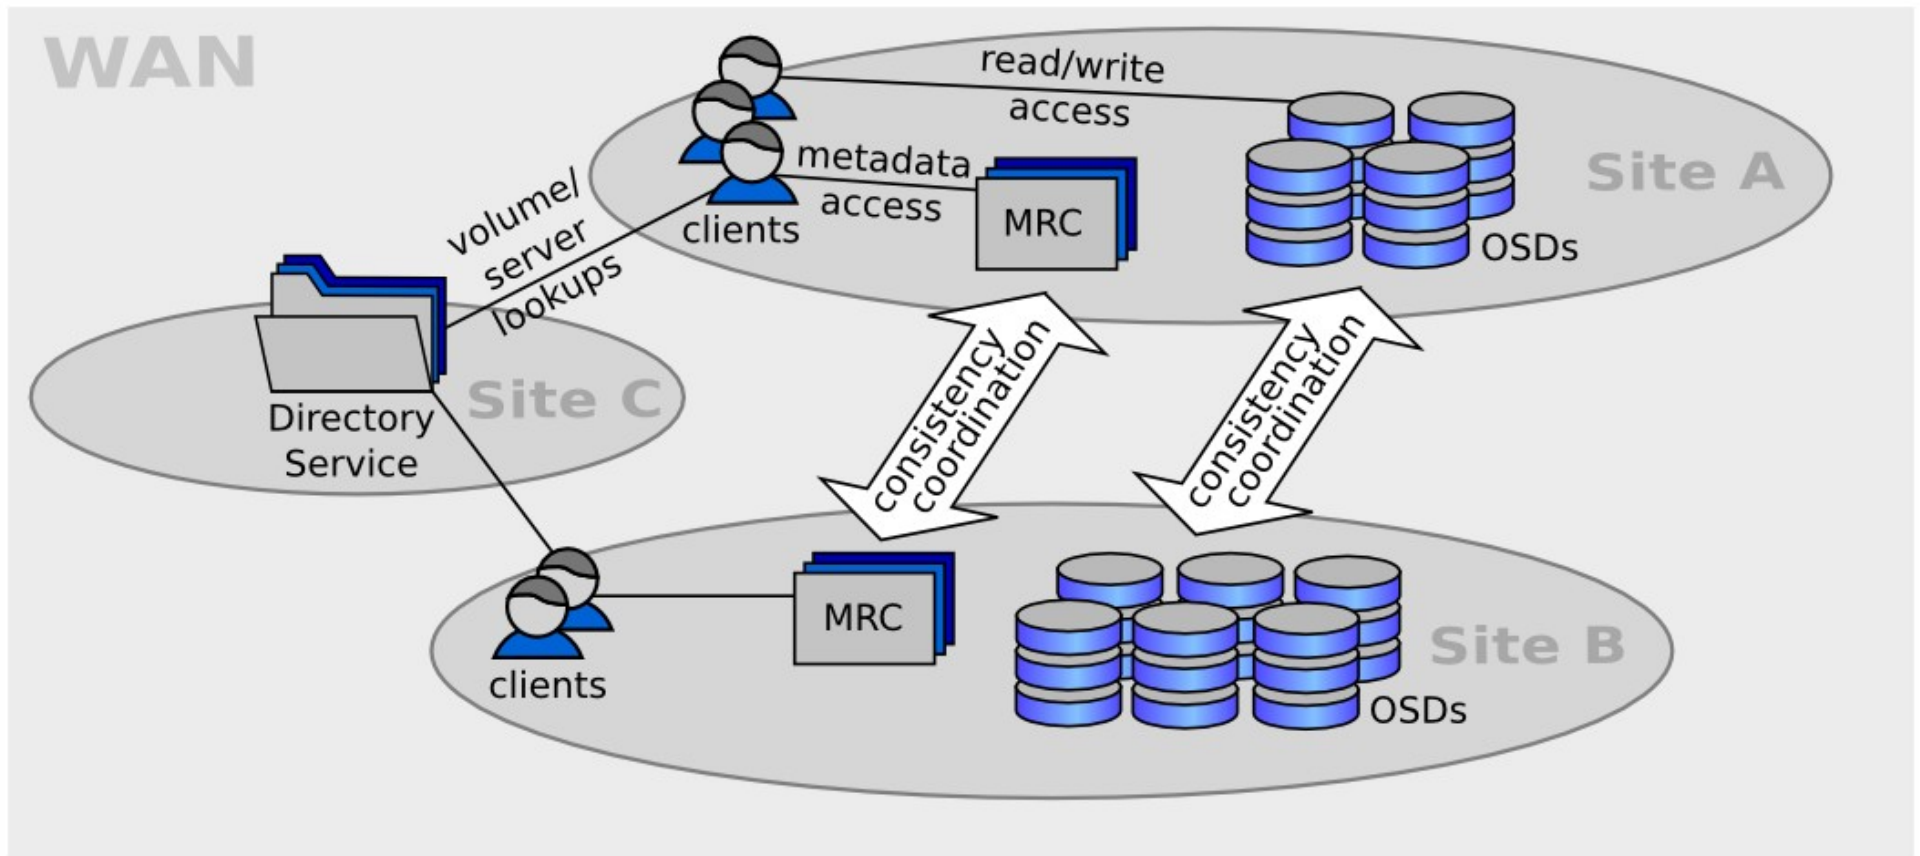 WAN
read/write
access
metadata
access
MRC
clients
OSDs
Site A
volume/
server
lookups
Directory
Service
Site C
consistency
coordination
consistency
coordination
clients
MRC
OSDs
Site B